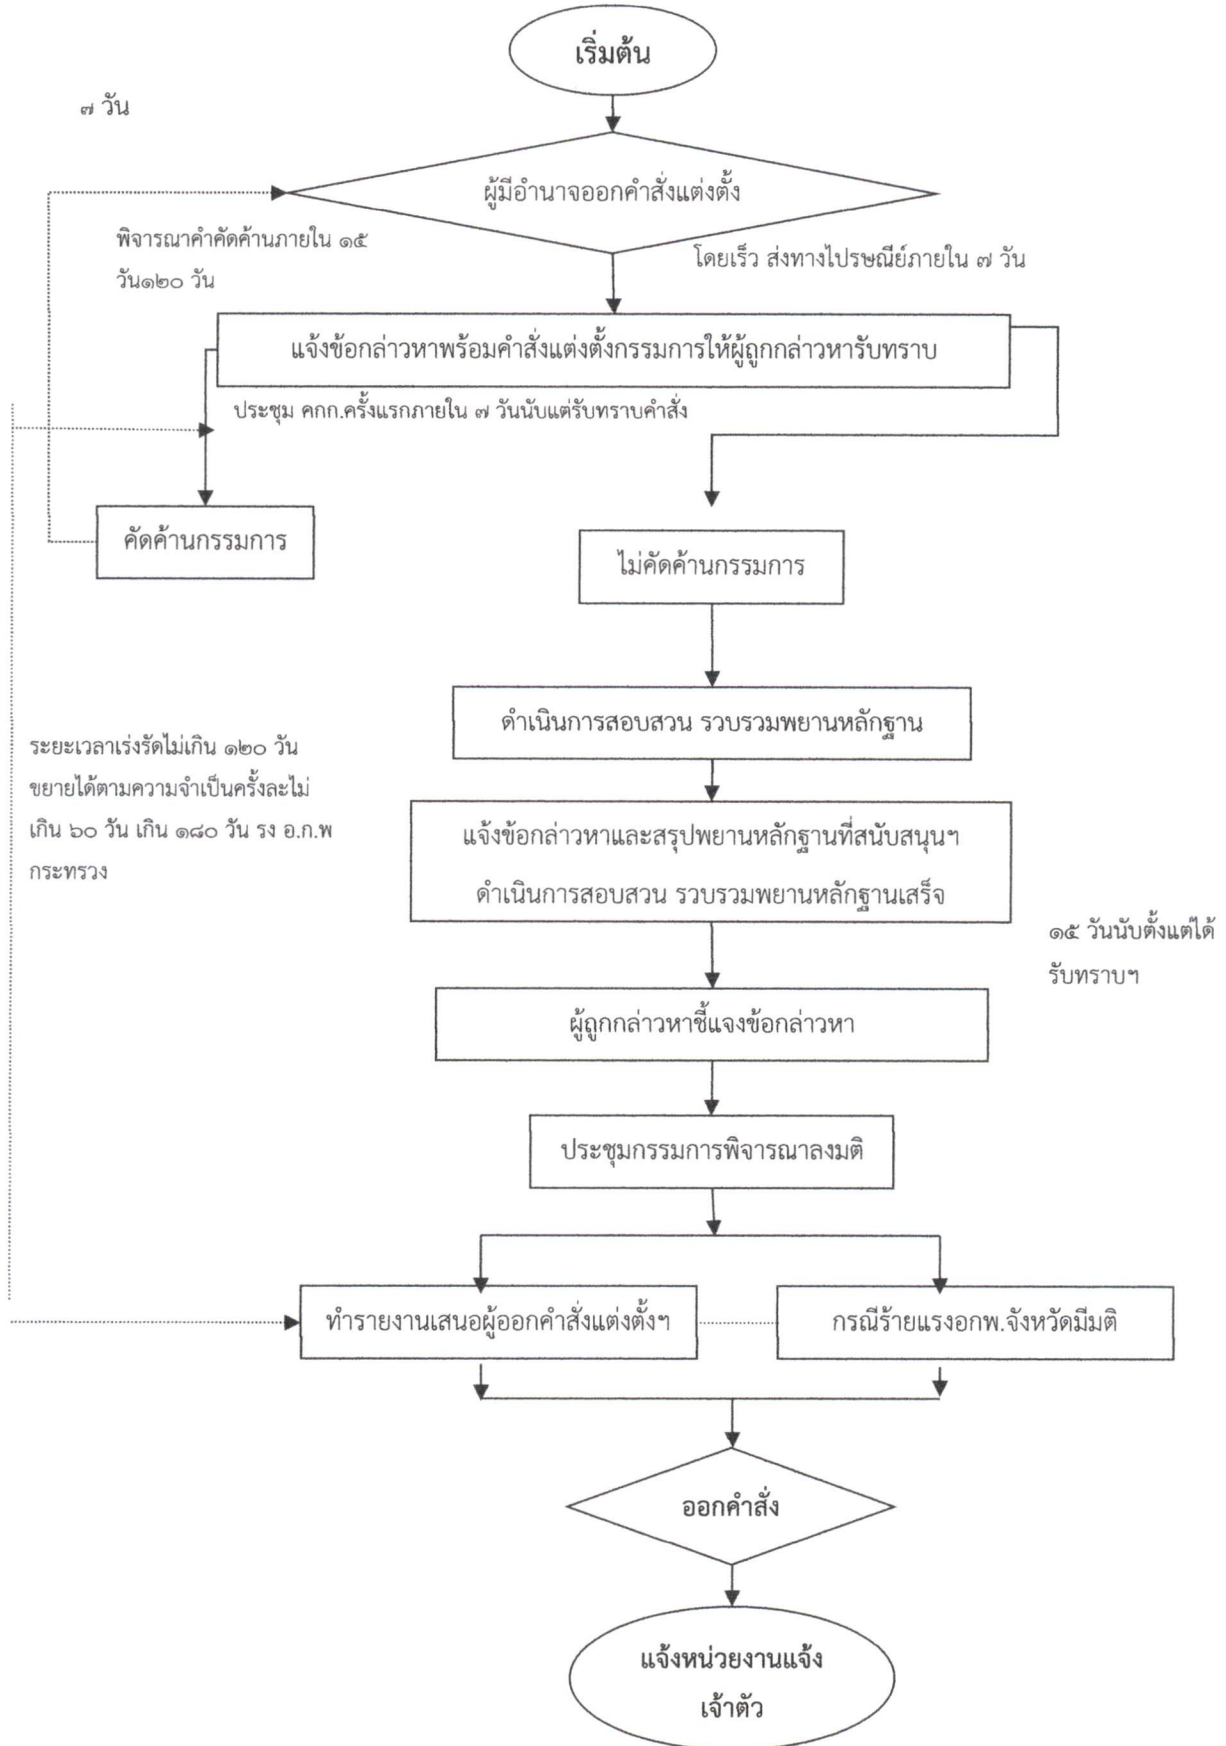 เริ่มต้น
๗ วัน
ผู้มีอำนาจออกคำสั่งแต่งตั้ง
พิจารณาคำคัดค้านภายใน ๑๕
วัน๑๒๐ วัน
โดยเร็ว ส่งทางไปรษณีย์ภายใน ๗ วัน
แจ้งข้อกล่าวหาพร้อมคำสั่งแต่งตั้งกรรมการให้ผู้ถูกกล่าวหารับทราบ
ประชุม คกก.ครั้งแรกภายใน ๗ วันนับแต่รับทราบคำสั่ง
คัดค้านกรรมการ
ไม่คัดค้านกรรมการ
ดำเนินการสอบสวน รวบรวมพยานหลักฐาน
ระยะเวลาเร่งรัดไม่เกิน ๑๒๐ วัน
ขยายได้ตามความจำเป็นครั้งละไม่
เกิน ๖๐ วัน เกิน ๑๘๐ วัน รง อ.ก.พ
กระทรวง
แจ้งข้อกล่าวหาและสรุปพยานหลักฐานที่สนับสนุนฯ
ดำเนินการสอบสวน รวบรวมพยานหลักฐานเสร็จ
๑๕ วันนับตั้งแต่ได้
รับทราบฯ
ผู้ถูกกล่าวหาชี้แจงข้อกล่าวหา
ประชุมกรรมการพิจารณาลงมติ
ทำรายงานเสนอผู้ออกคำสั่งแต่งตั้งฯ
กรณีร้ายแรงอกพ.จังหวัดมีมติ
ออกคำสั่ง
แจ้งหน่วยงานแจ้ง
เจ้าตัว